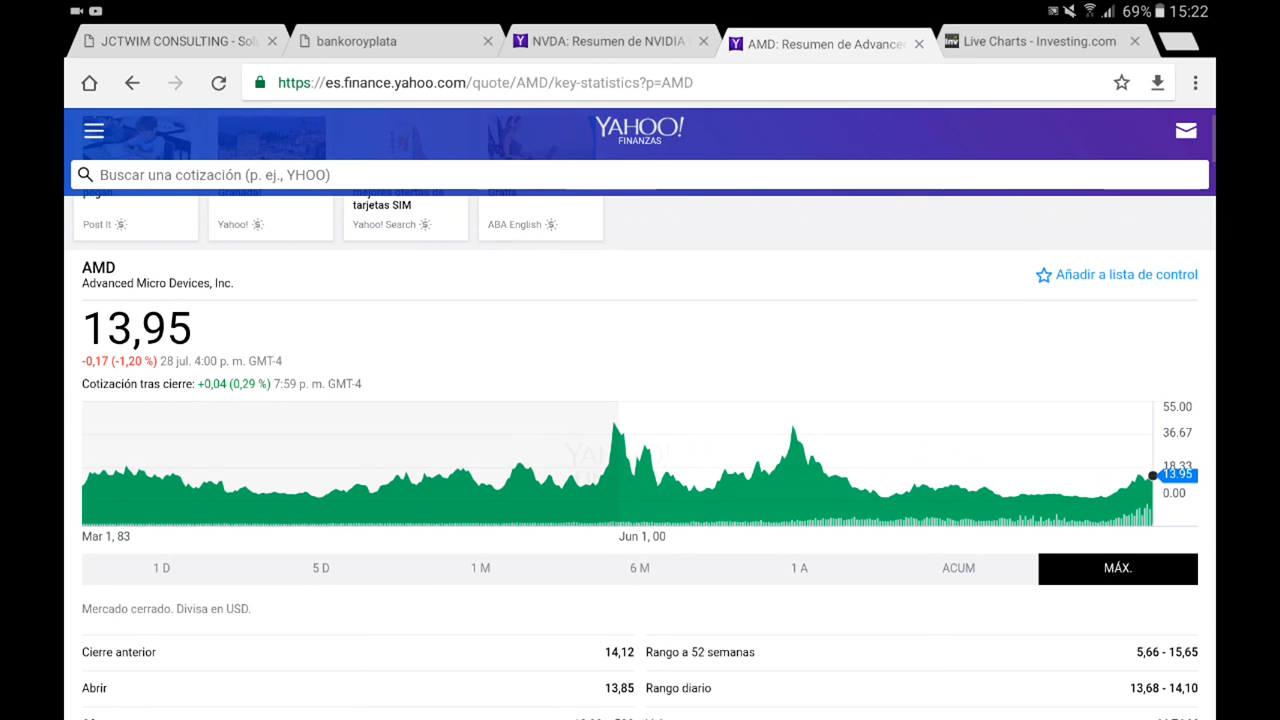 69% 15:22
JCTWIM CONSULTING - Solu
bankoroyplata
NVDA: Resumen de NVIDIA
AMD: Resumen de Advance
Live Charts - Investing.com
https://es.finance.yahoo.com/quote/AMD/key-statistics?p=AMD
YAHOO!
FINANZAS
Buscar una cotización (p. ej., YHOO)
tarjetas SIM
Post It
Yahoo!
Yahoo! Search
ABA English
AMD
Advanced Micro Devices, Inc.
Añadir a lista de control
13,95
-0,17 (-1,20 %) 28 jul. 4:00 p. m. GMT-4
Cotización tras cierre: +0,04 (0,29 %) 7:59 p. m. GMT-4
55.00
36.67
18.33
13.95
0.00
Mar 1, 83
Jun 1, 00
1 D
5 D
1 M
6 M
1 A
ACUM
MÁX.
Mercado cerrado. Divisa en USD.
Cierre anterior 14,12
Rango a 52 semanas 5,66 - 15,65
Abrir 13,85
Rango diario 13,68 - 14,10